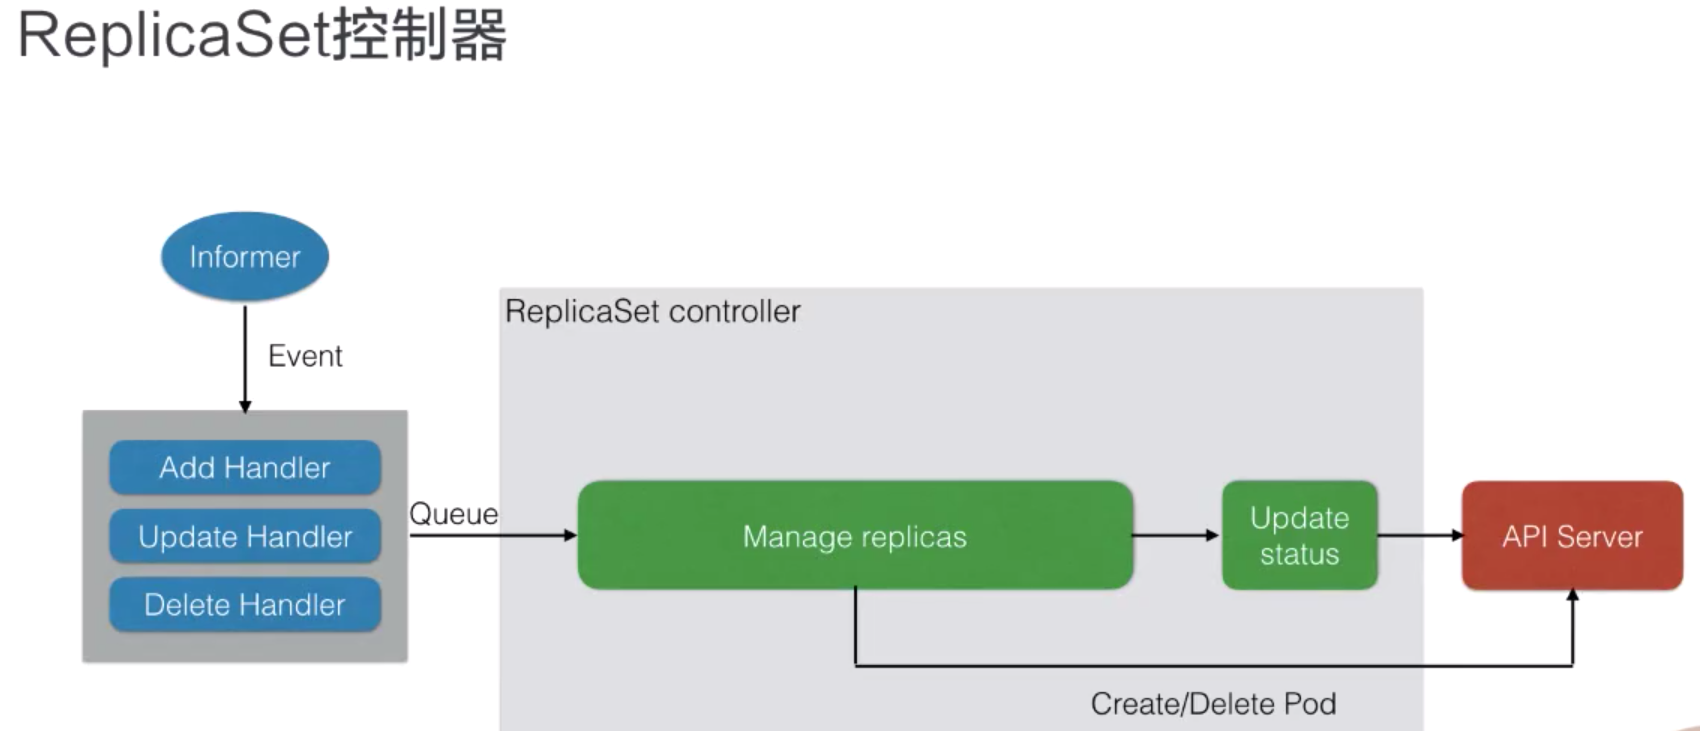 ReplicaSet控制器
Informer
Event
Add Handler
Update Handler
Delete Handler
Queue
ReplicaSet controller
Manage replicas
Update
status
API Server
Create/Delete Pod